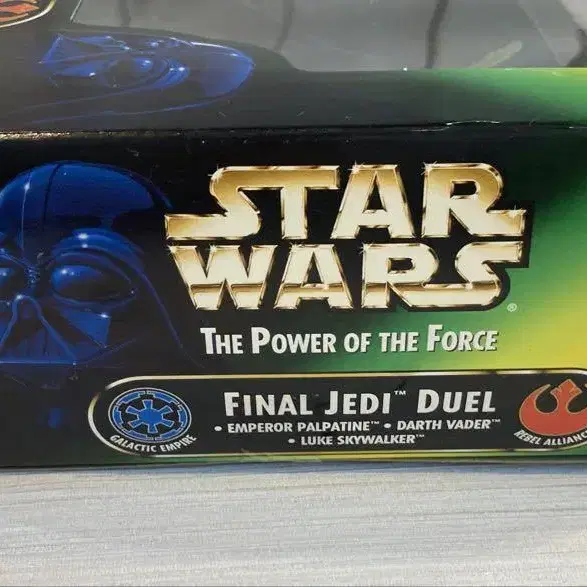 STAR
WARS®
THE POWER OF THE FORCE
FINAL JEDI™ DUEL
• EMPEROR PALPATINE™ • DARTH VADER™
• LUKE SKYWALKER™
GALACTIC EMPIRE
REBEL ALLIANC